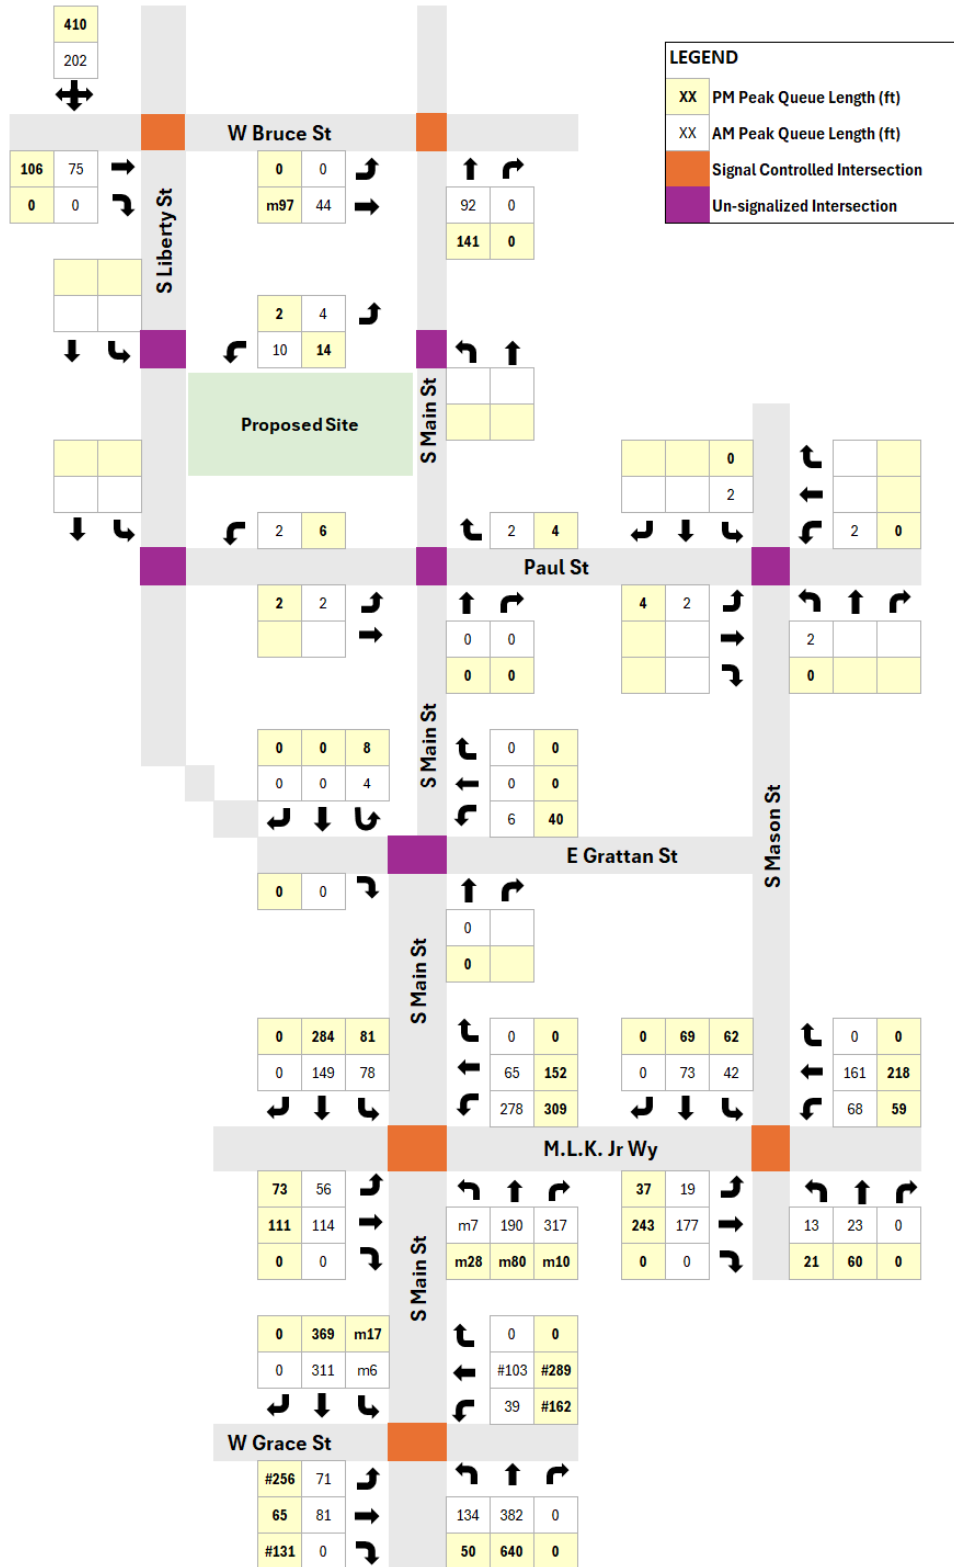 410
202
LEGEND
XX PM Peak Queue Length (ft)
XX AM Peak Queue Length (ft)
Signal Controlled Intersection
Un-signalized Intersection
W Bruce St
106 75
0 0
0 0
m97 44
92 0
141 0
S Liberty St
2 4
10 14
Proposed Site
S Main St
0
2
2 6
2 4
2 0
Paul St
2 2
0 0
0 0
4 2
2
0
S Main St
0 0 8
0 0 4
0 0
0 0
6 40
E Grattan St
S Mason St
0 0
0
0
S Main St
0 284 81
0 149 78
0 0
65 152
278 309
0 69 62
0 73 42
0 0
161 218
68 59
M.L.K. Jr Wy
73 56
111 114
0 0
m7 190 317
m28 m80 m10
37 19
243 177
0 0
13 23 0
21 60 0
S Main St
0 369 m17
0 311 m6
0 0
#103 #289
39 #162
W Grace St
#256 71
65 81
#131 0
134 382 0
50 640 0